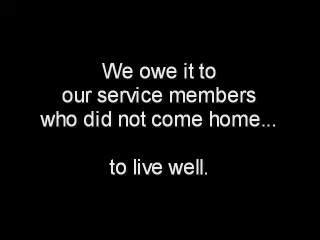 We owe it to
our service members
who did not come home...
to live well.